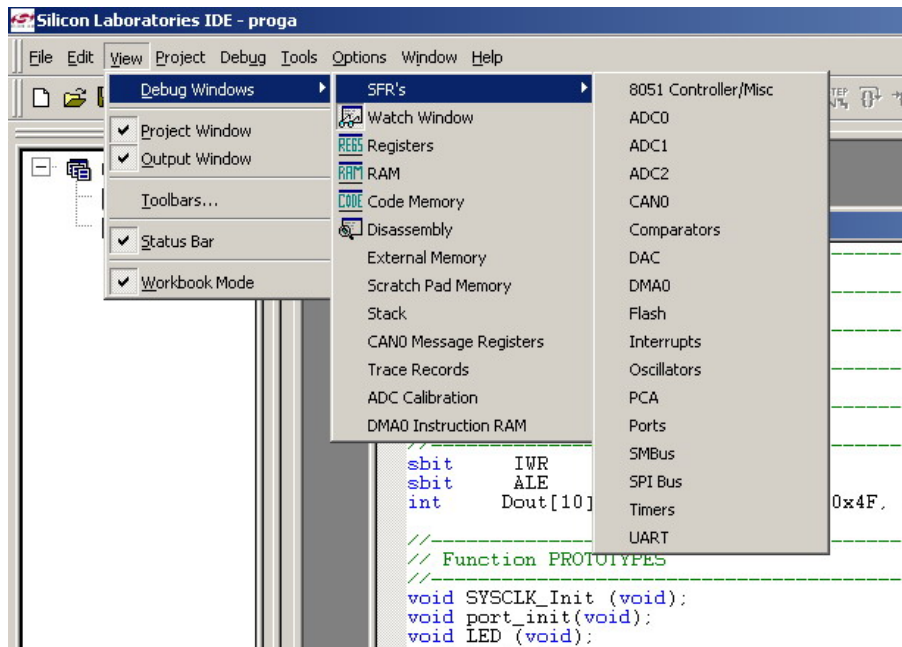 Silicon Laboratories IDE - proga
File Edit View Project Debug Tools Options Window Help
Debug Windows
Project Window
Output Window
Toolbars...
Status Bar
Workbook Mode
SFR's
Watch Window
REGS Registers
RAM RAM
CODE Code Memory
Disassembly
External Memory
Scratch Pad Memory
Stack
CAN0 Message Registers
Trace Records
ADC Calibration
DMA0 Instruction RAM
8051 Controller/Misc
ADC0
ADC1
ADC2
CAN0
Comparators
DAC
DMA0
Flash
Interrupts
Oscillators
PCA
Ports
SMBus
SPI Bus
Timers
UART
STEP
//
sbit IWR
sbit ALE
int Dout[10] 0x4F,
//
// Function PROTOTYPES
//
void SYSCLK_Init (void);
void port_init(void);
void LED (void);